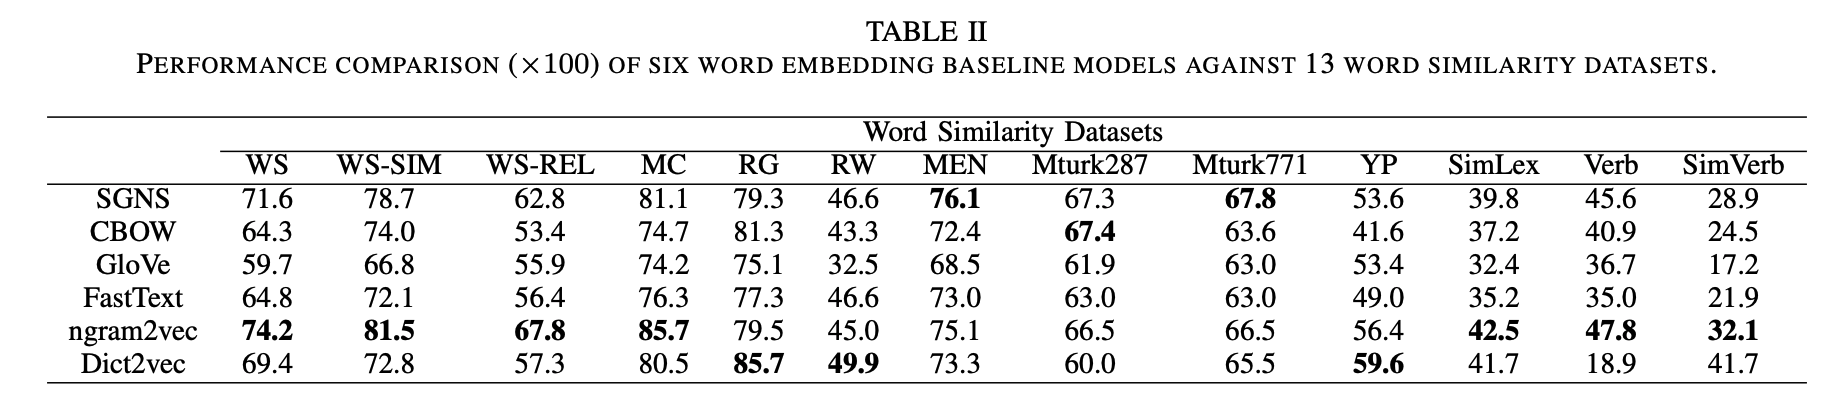 TABLE II
PERFORMANCE COMPARISON (×100) OF SIX WORD EMBEDDING BASELINE MODELS AGAINST 13 WORD SIMILARITY DATASETS.
Word Similarity Datasets
WS WS-SIM WS-REL MC RG RW MEN Mturk287 Mturk771 YP SimLex Verb SimVerb
SGNS 71.6 78.7 62.8 81.1 79.3 46.6 76.1 67.3 67.8 53.6 39.8 45.6 28.9
CBOW 64.3 74.0 53.4 74.7 81.3 43.3 72.4 67.4 63.6 41.6 37.2 40.9 24.5
GloVe 59.7 66.8 55.9 74.2 75.1 32.5 68.5 61.9 63.0 53.4 32.4 36.7 17.2
FastText 64.8 72.1 56.4 76.3 77.3 46.6 73.0 63.0 63.0 49.0 35.2 35.0 21.9
ngram2vec 74.2 81.5 67.8 85.7 79.5 45.0 75.1 66.5 66.5 56.4 42.5 47.8 32.1
Dict2vec 69.4 72.8 57.3 80.5 85.7 49.9 73.3 60.0 65.5 59.6 41.7 18.9 41.7